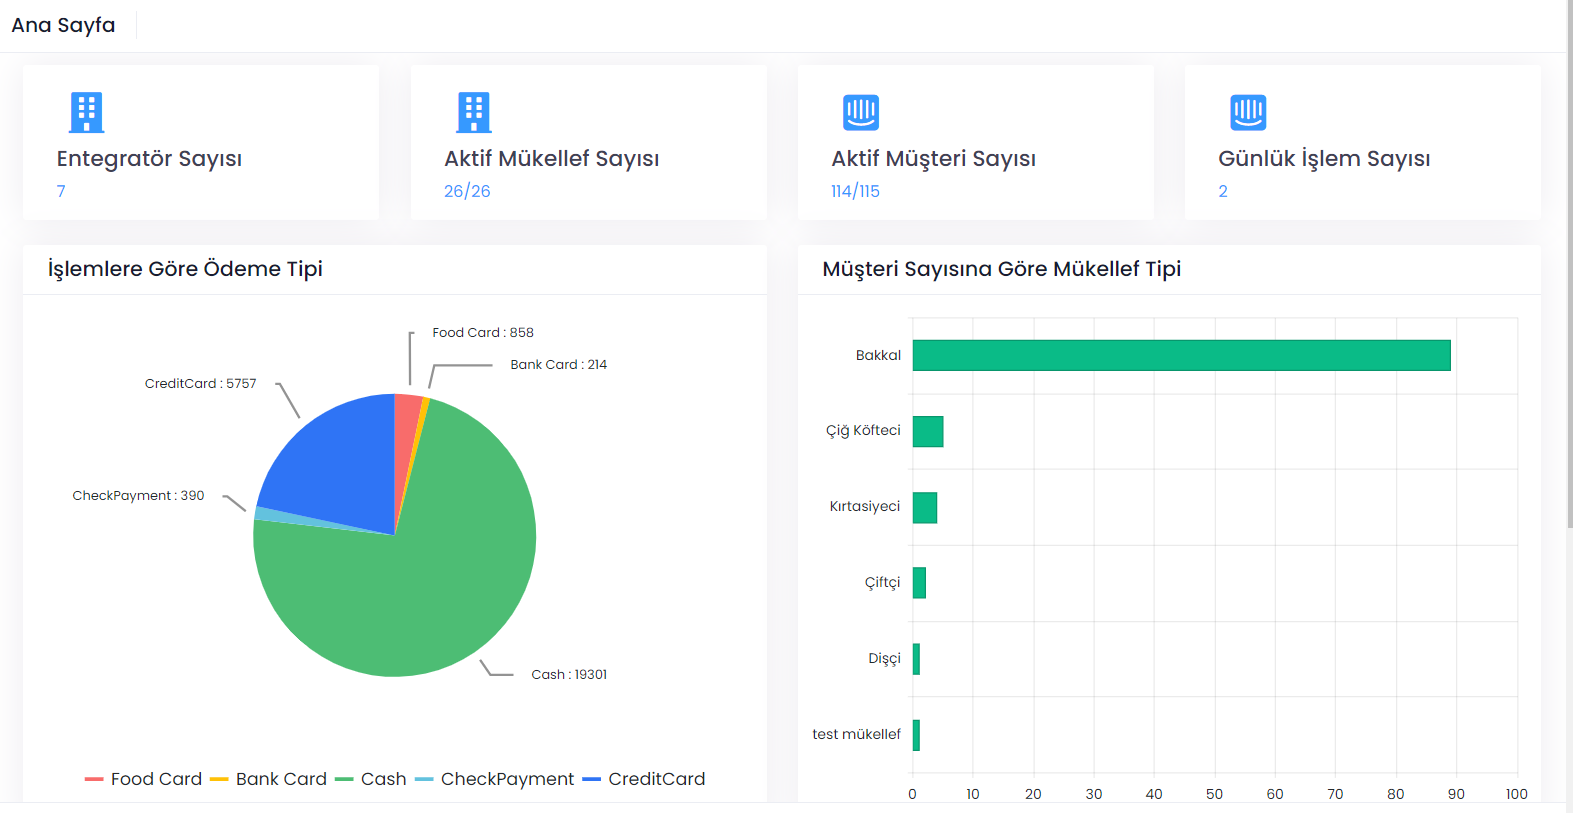 Ana Sayfa
Entegratör Sayısı
7
Aktif Mükellef Sayısı
26/26
Aktif Müşteri Sayısı
114/115
Günlük İşlem Sayısı
2
İşlemlere Göre Ödeme Tipi
Food Card : 858
Bank Card : 214
CreditCard : 5757
CheckPayment : 390
Cash : 19301
Food Card Bank Card Cash CheckPayment CreditCard
Müşteri Sayısına Göre Mükellef Tipi
Bakkal
Çiğ Köfteci
Kırtasiyeci
Çiftçi
Dişçi
test mükellef
0 10 20 30 40 50 60 70 80 90 100